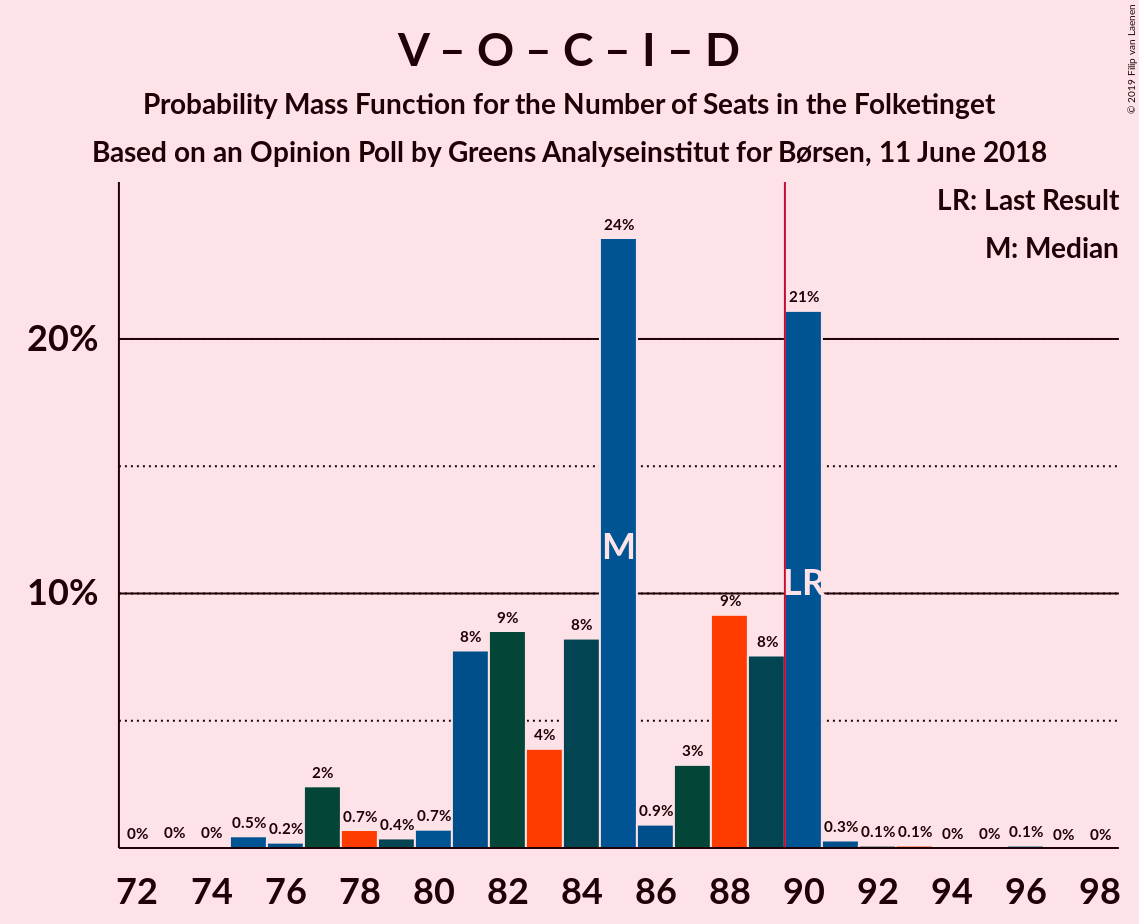 V – O – C – I – D
Probability Mass Function for the Number of Seats in the Folketinget
Based on an Opinion Poll by Greens Analyseinstitut for Børsen, 11 June 2018
© 2019 Filip van Laenen
LR: Last Result
M: Median
20%
10%
0% 0% 0% 0.5% 0.2% 2% 0.7% 0.4% 0.7% 8% 9% 4% 8% 24% 0.9% 3% 9% 8% 21% 0.3% 0.1% 0.1% 0% 0% 0.1% 0% 0%
M
LR
72 74 76 78 80 82 84 86 88 90 92 94 96 98